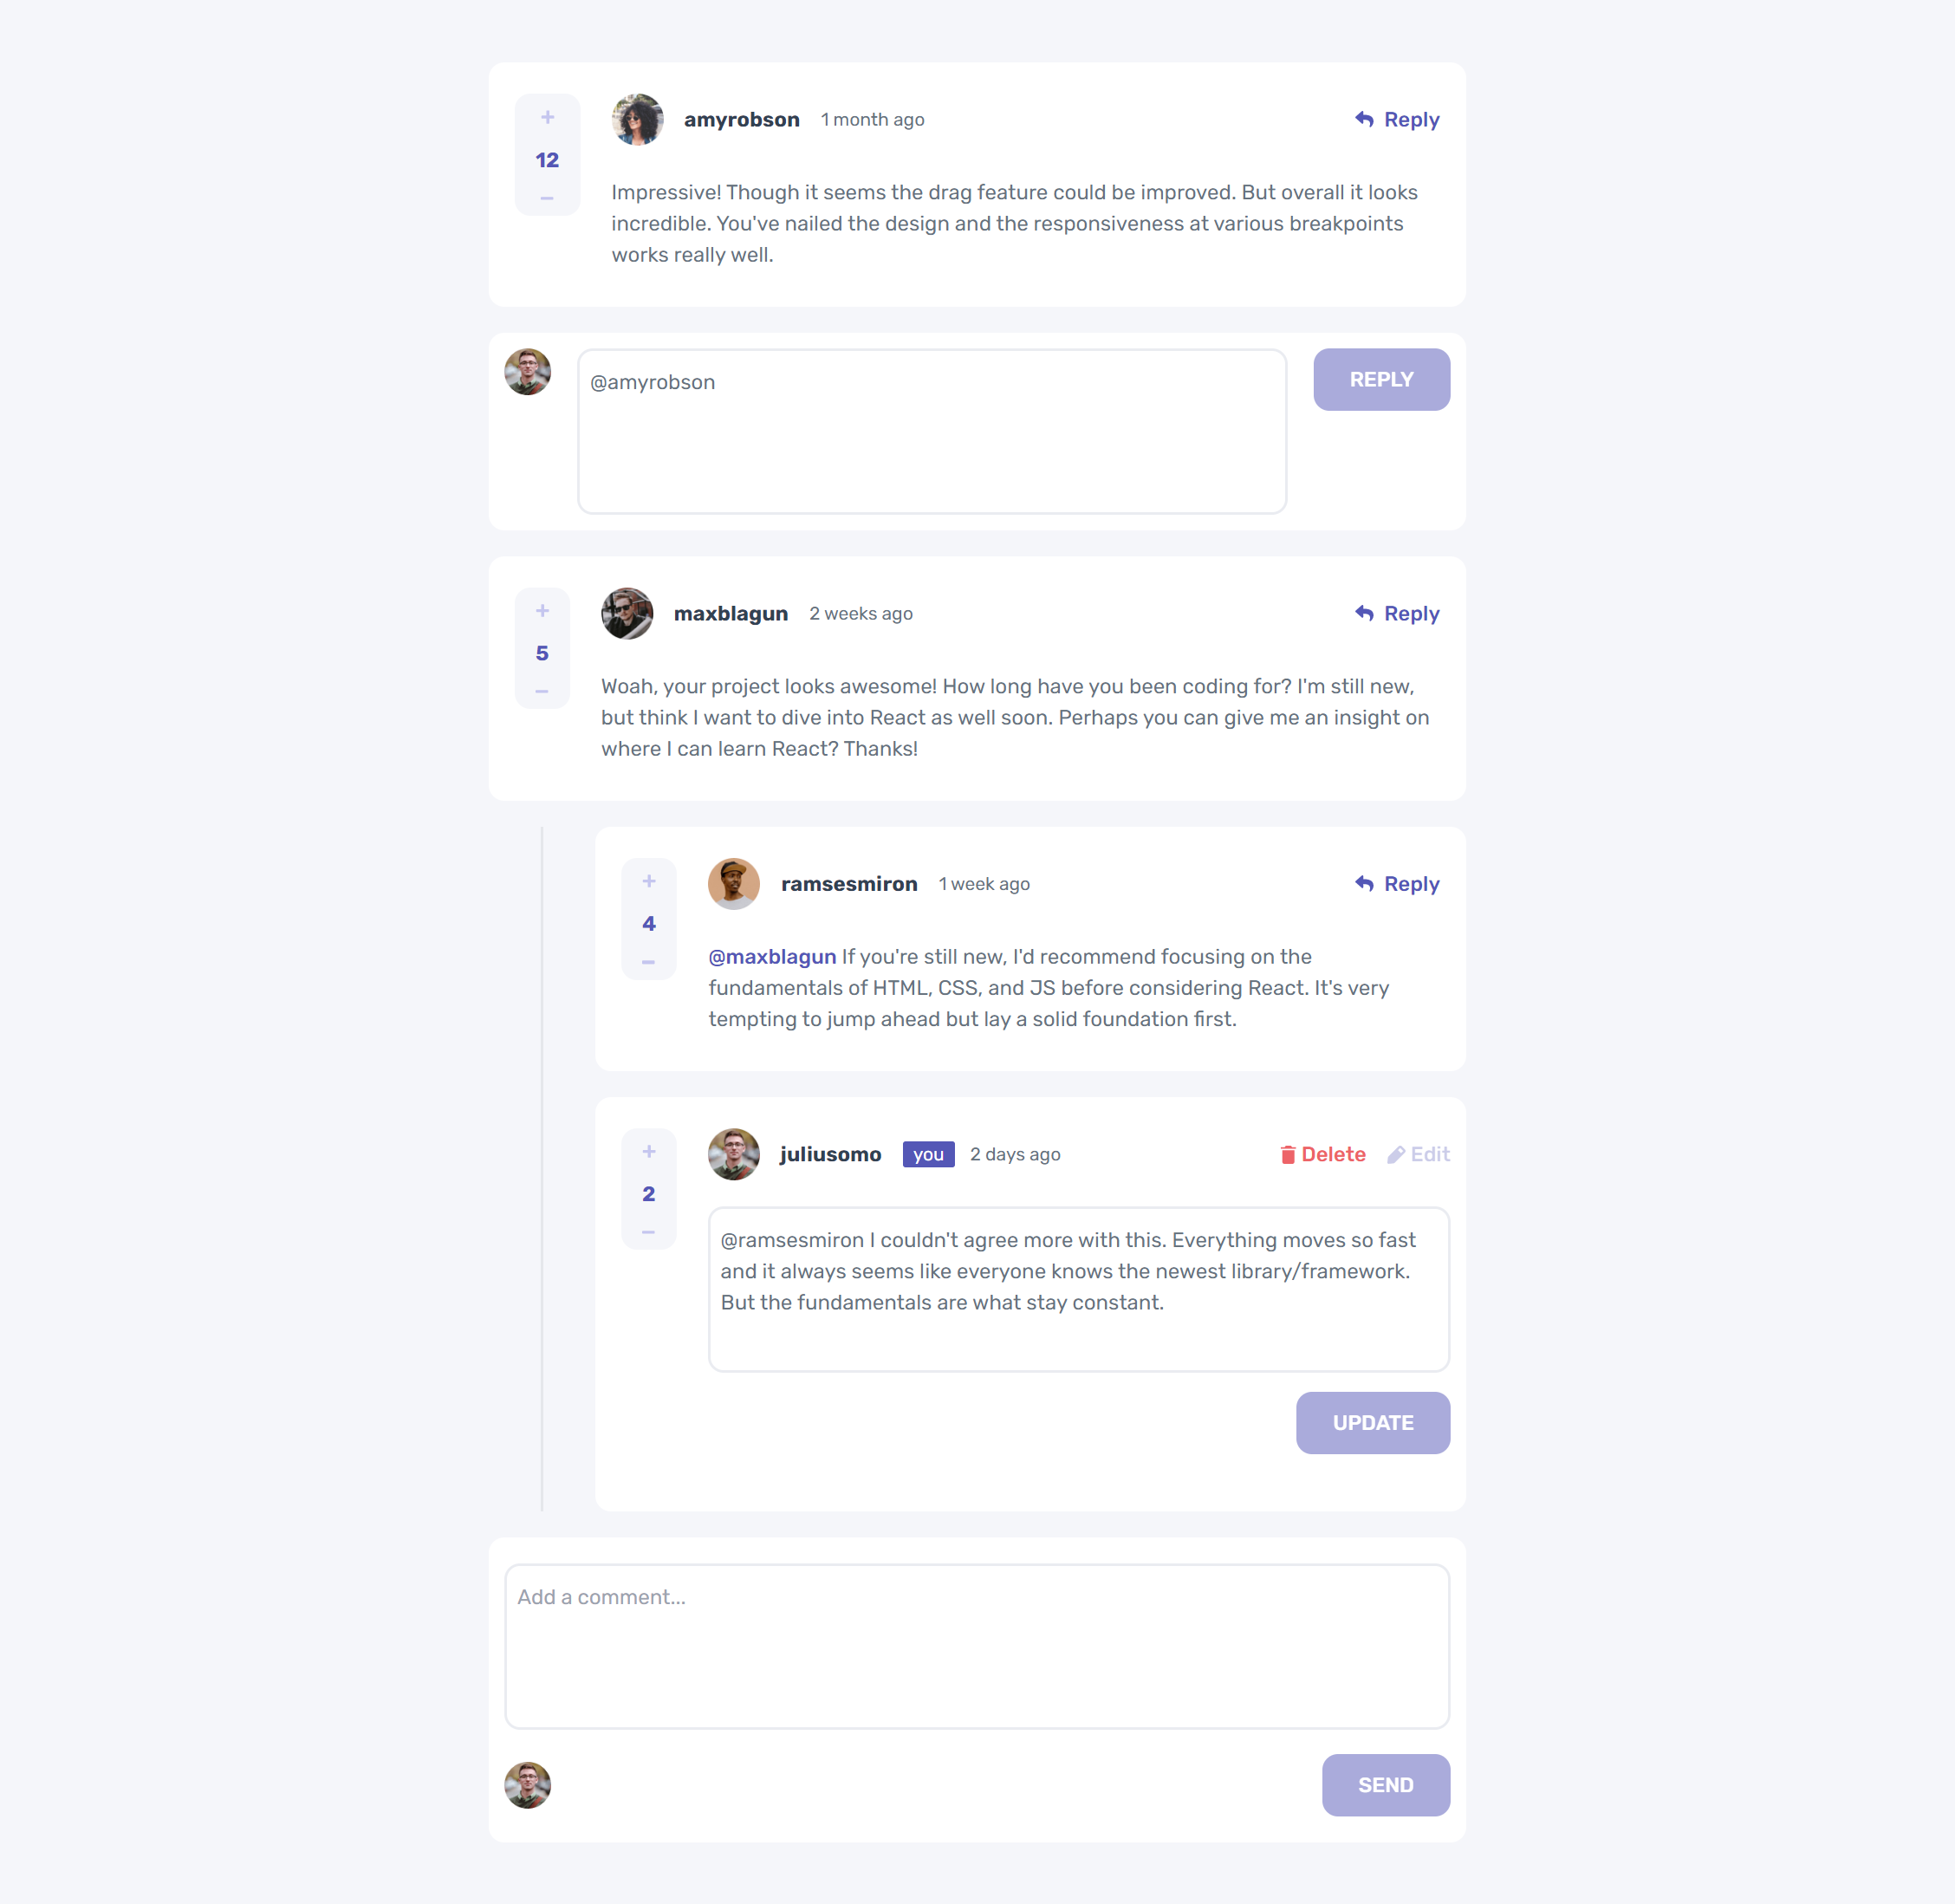 +
12
–
amyrobson 1 month ago Reply
Impressive! Though it seems the drag feature could be improved. But overall it looks
incredible. You've nailed the design and the responsiveness at various breakpoints
works really well.
@amyrobson
REPLY
+
5
–
maxblagun 2 weeks ago Reply
Woah, your project looks awesome! How long have you been coding for? I'm still new,
but think I want to dive into React as well soon. Perhaps you can give me an insight on
where I can learn React? Thanks!
+
4
–
ramsesmiron 1 week ago Reply
@maxblagun If you're still new, I'd recommend focusing on the
fundamentals of HTML, CSS, and JS before considering React. It's very
tempting to jump ahead but lay a solid foundation first.
+
2
–
juliusomo you 2 days ago Delete Edit
@ramsesmiron I couldn't agree more with this. Everything moves so fast
and it always seems like everyone knows the newest library/framework.
But the fundamentals are what stay constant.
UPDATE
Add a comment...
SEND